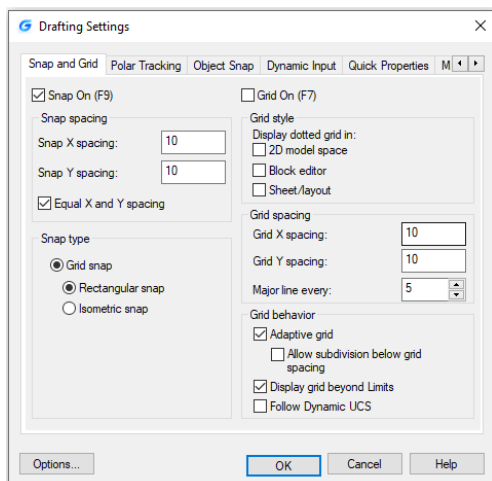 Drafting Settings
Snap and Grid Polar Tracking Object Snap Dynamic Input Quick Properties M
Snap On (F9)
Snap spacing
Snap X spacing: 10
Snap Y spacing: 10
Equal X and Y spacing
Snap type
Grid snap
Rectangular snap
Isometric snap
Grid On (F7)
Grid style
Display dotted grid in:
2D model space
Block editor
Sheet/layout
Grid spacing
Grid X spacing: 10
Grid Y spacing: 10
Major line every: 5
Grid behavior
Adaptive grid
Allow subdivision below grid
spacing
Display grid beyond Limits
Follow Dynamic UCS
Options... OK Cancel Help